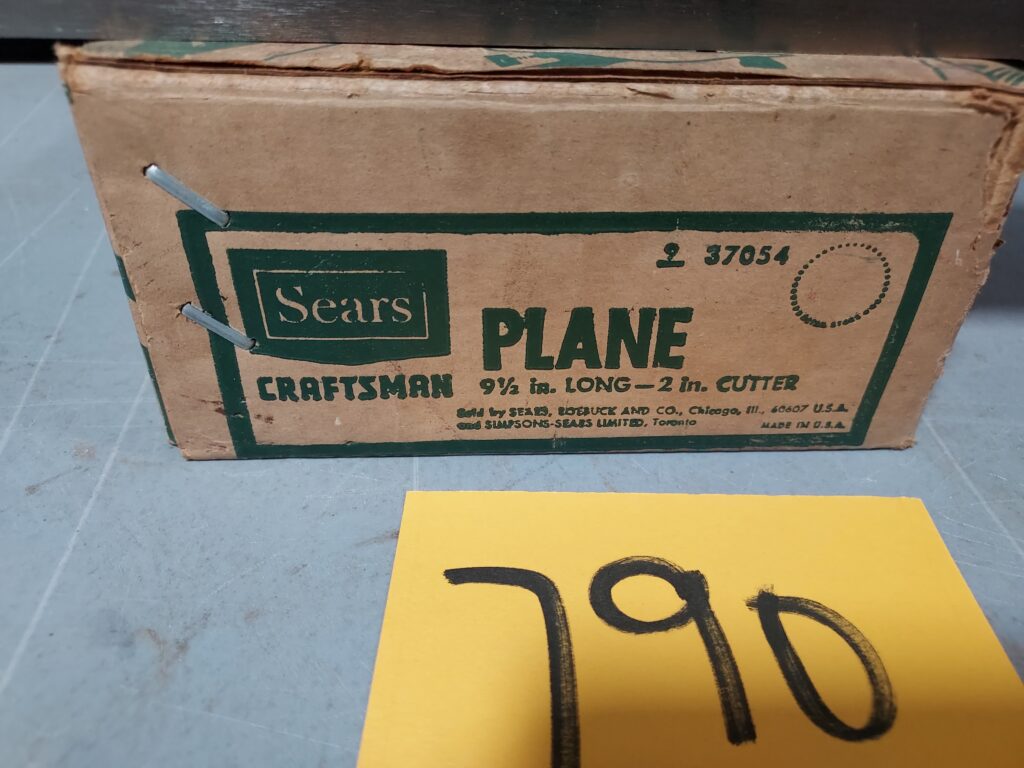 9 37054
Sears
PLANE
CRAFTSMAN
9½ in. LONG—2 in. CUTTER
Sold by SEARS, ROEBUCK AND CO., Chicago, Ill., 60607 U.S.A.
and SIMPSONS-SEARS LIMITED, Toronto
MADE IN U.S.A.
790